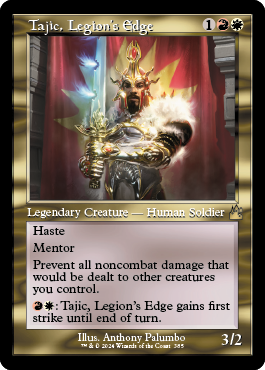 Tajic, Legion's Edge 1
Legendary Creature — Human Soldier
Haste
Mentor
Prevent all noncombat damage that
would be dealt to other creatures
you control.
: Tajic, Legion's Edge gains first
strike until end of turn.
Illus. Anthony Palumbo
3/2
™ & © 2024 Wizards of the Coast 385